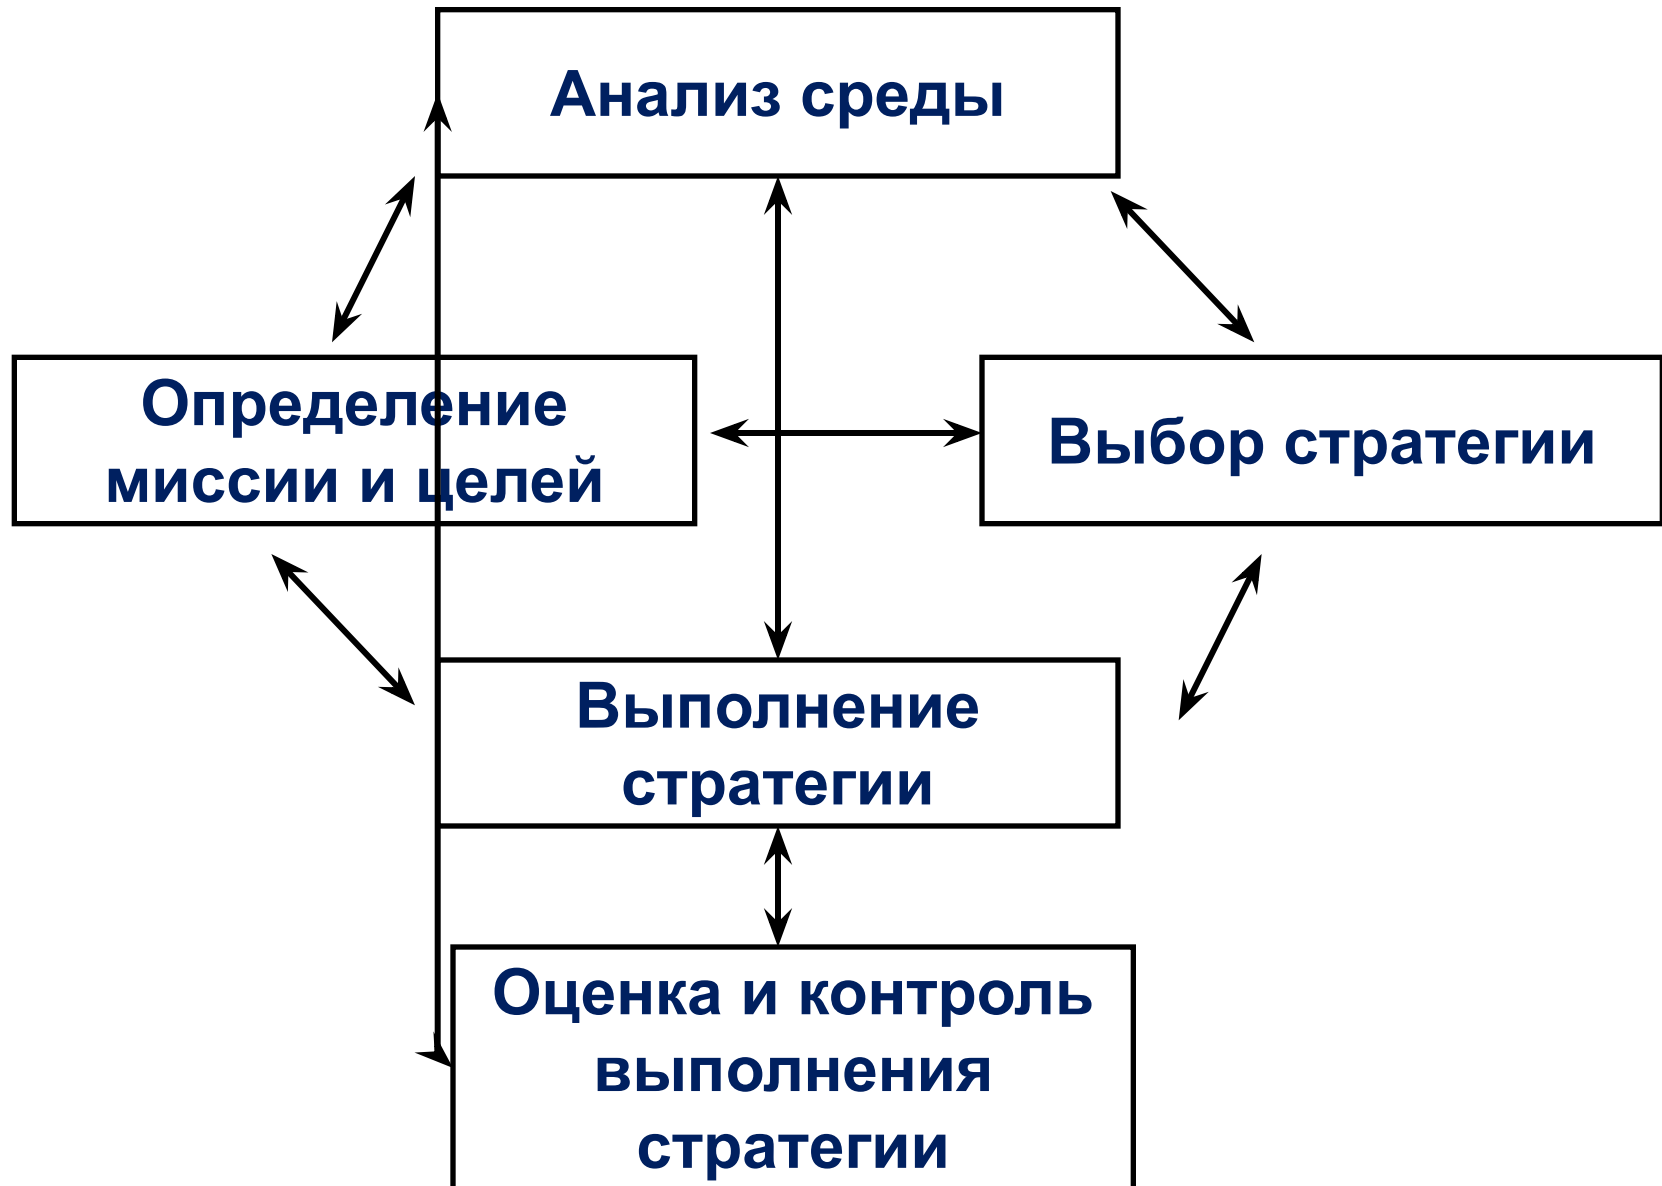 Анализ среды
Определение
миссии и целей
Выбор стратегии
Выполнение
стратегии
Оценка и контроль
выполнения
стратегии